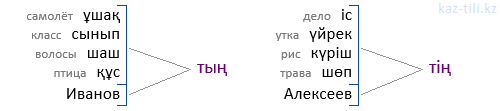 kaz-tili.kz
самолёт ұшақ
класс сынып
волосы шаш
птица құс
Иванов
тың
дело іс
утка үйрек
рис күріш
трава шөп
Алексеев
тің